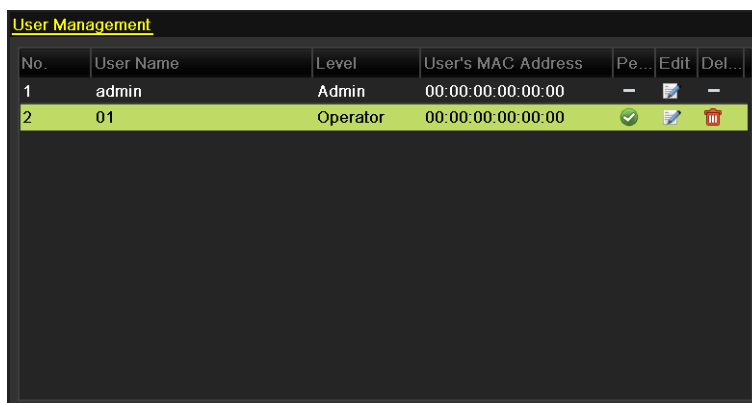 User Management
No. User Name Level User's MAC Address Pe... Edit Del...
1 admin Admin 00:00:00:00:00:00 – –
2 01 Operator 00:00:00:00:00:00